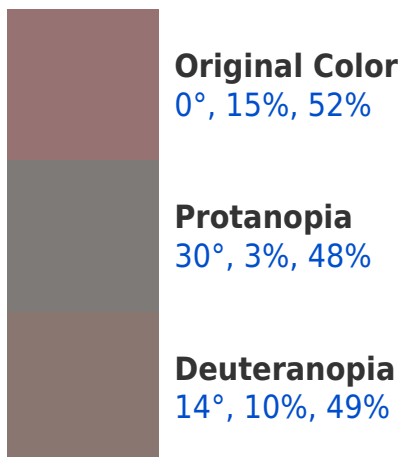 Original Color
0°, 15%, 52%
Protanopia
30°, 3%, 48%
Deuteranopia
14°, 10%, 49%